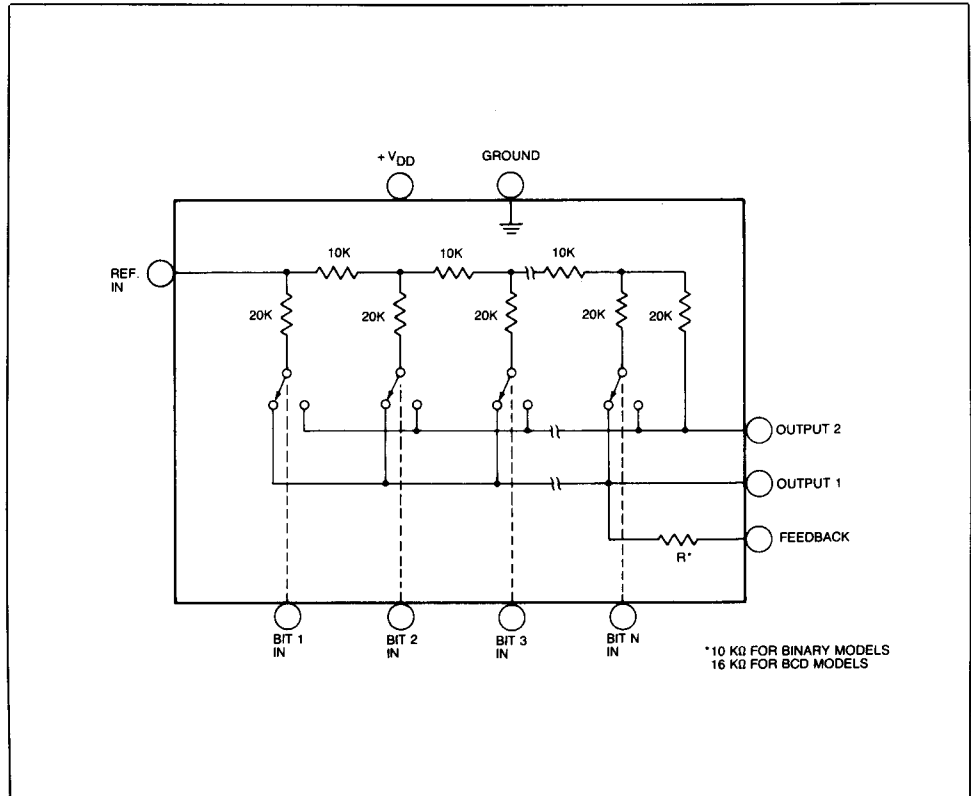 + VDD
GROUND
10K
10K
10K
REF.
IN
20K
20K
20K
20K
20K
OUTPUT 2
OUTPUT 1
FEEDBACK
R*
BIT 1
IN
BIT 2
IN
BIT 3
IN
BIT N
IN
*10 KΩ FOR BINARY MODELS
16 KΩ FOR BCD MODELS